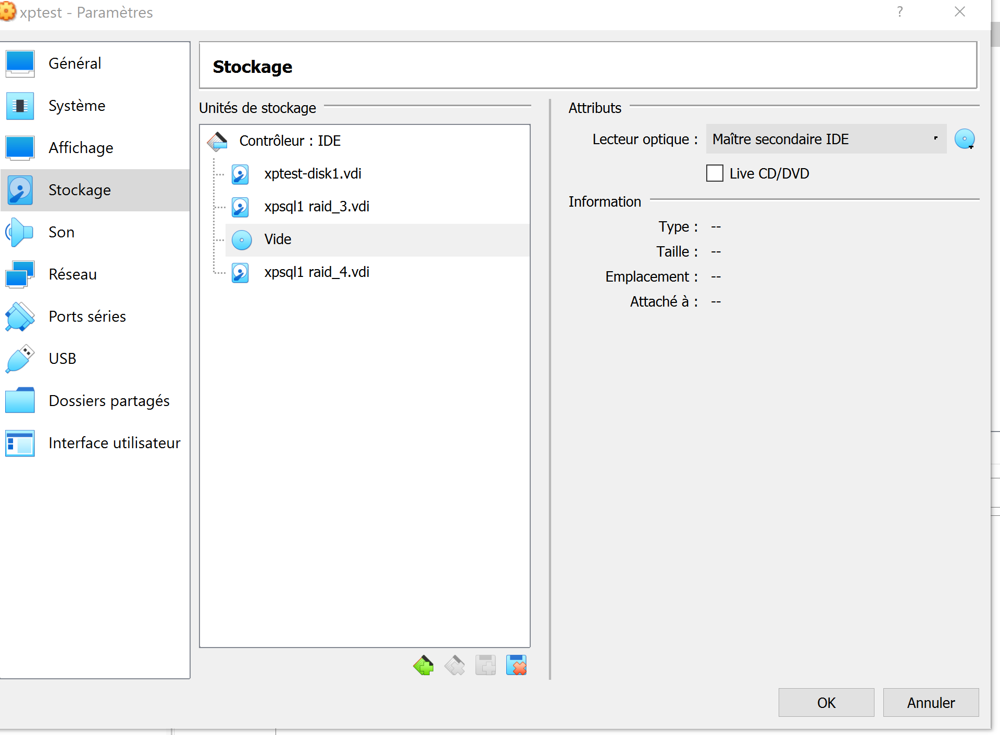 xptest - Paramètres
?
Général
Système
Affichage
Stockage
Son
Réseau
Ports séries
USB
Dossiers partagés
Interface utilisateur
Stockage
Unités de stockage
Contrôleur : IDE
xptest-disk1.vdi
xpsql1 raid_3.vdi
Vide
xpsql1 raid_4.vdi
Attributs
Lecteur optique : Maître secondaire IDE
Live CD/DVD
Information
Type : --
Taille : --
Emplacement : --
Attaché à : --
OK
Annuler